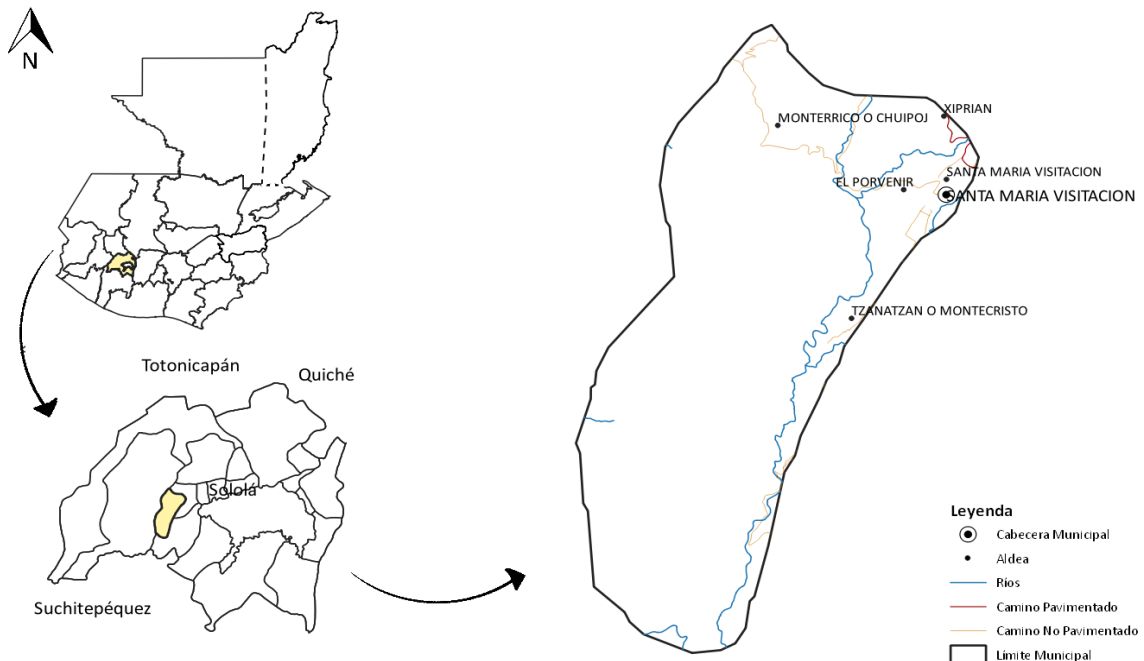 N
Totonicapán
Quiché
Sololá
Suchitepéquez
XIPRIAN
MONTERRICO O CHUIPOJ
SANTA MARIA VISITACION
EL PORVENIR
SANTA MARIA VISITACION
TZANATZAN O MONTECRISTO
Leyenda
Cabecera Municipal
Aldea
Ríos
Camino Pavimentado
Camino No Pavimentado
Límite Municipal